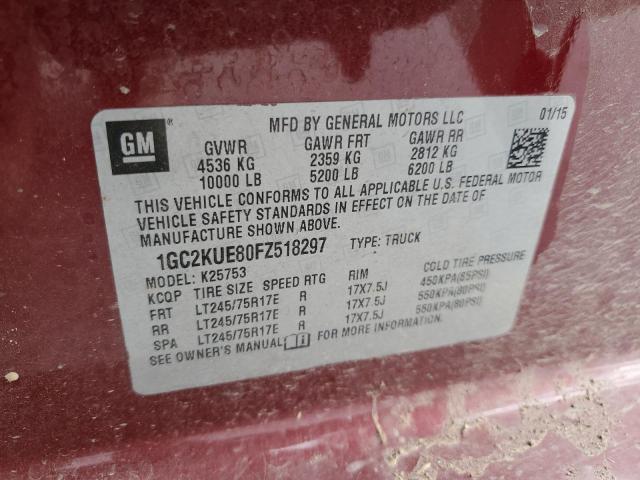 GM
MFD BY GENERAL MOTORS LLC 01/15
GVWR GAWR FRT GAWR RR
4536 KG 2359 KG 2812 KG
10000 LB 5200 LB 6200 LB
THIS VEHICLE CONFORMS TO ALL APPLICABLE U.S. FEDERAL MOTOR
VEHICLE SAFETY STANDARDS IN EFFECT ON THE DATE OF
MANUFACTURE SHOWN ABOVE.
1GC2KUE80FZ518297 TYPE: TRUCK
MODEL: K25753
KCQP TIRE SIZE SPEED RTG RIM COLD TIRE PRESSURE
FRT LT245/75R17E R 17X7.5J 450KPA(65PSI)
RR LT245/75R17E R 17X7.5J 550KPA(80PSI)
SPA LT245/75R17E R 17X7.5J 550KPA(80PSI)
SEE OWNER'S MANUAL FOR MORE INFORMATION.